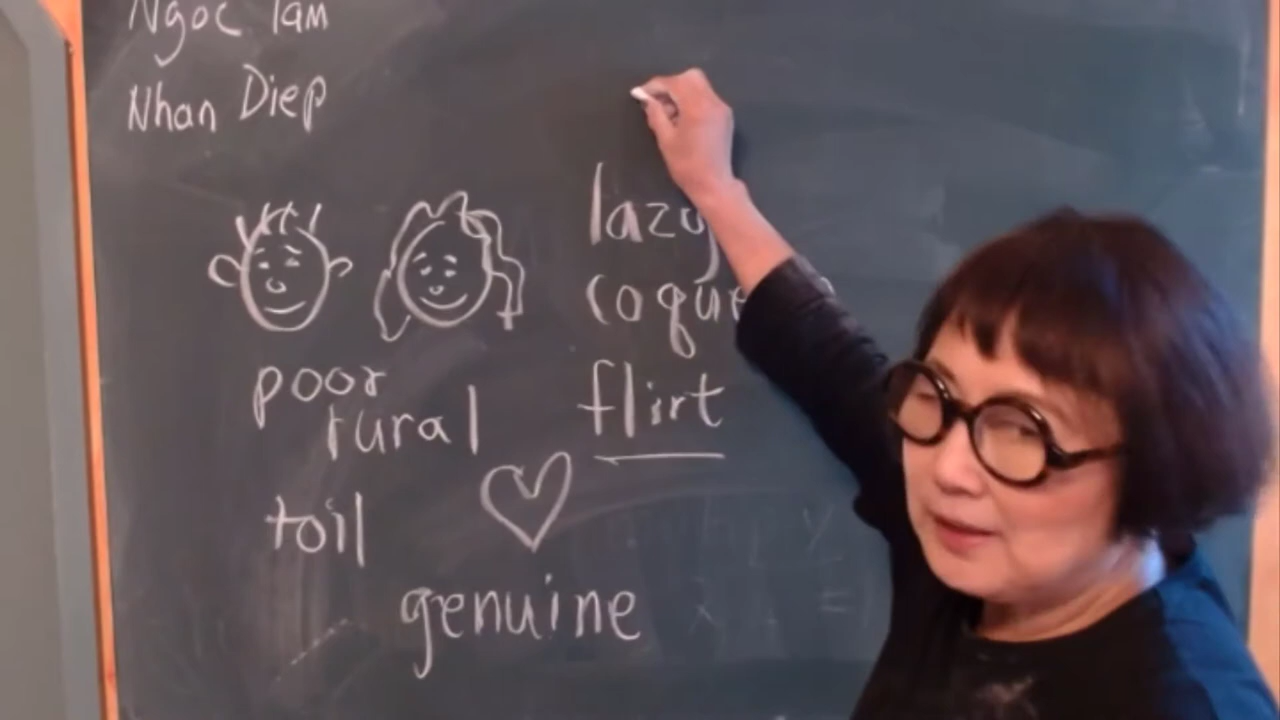 Ngoc Tam
Nhan Diep
lazy
coque
flirt
poor
rural
toil
genuine